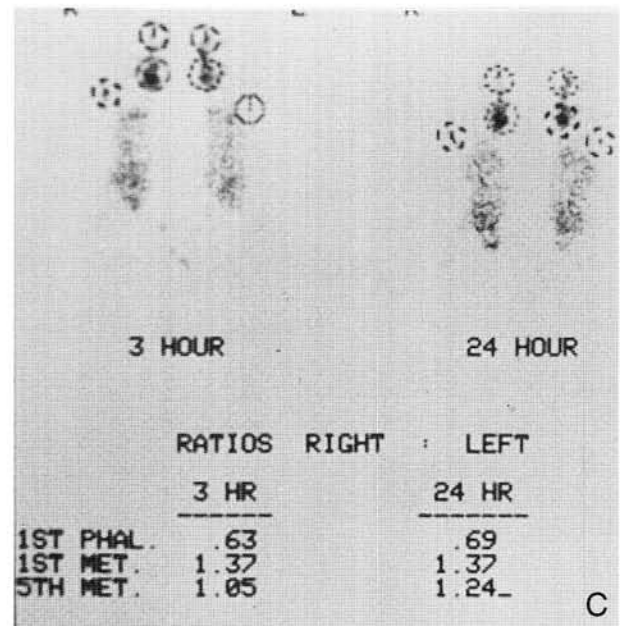 3 HOUR 24 HOUR
RATIOS RIGHT : LEFT
3 HR 24 HR
------ -------
1ST PHAL. .63 .69
1ST MET. 1.37 1.37
5TH MET. 1.05 1.24_
C